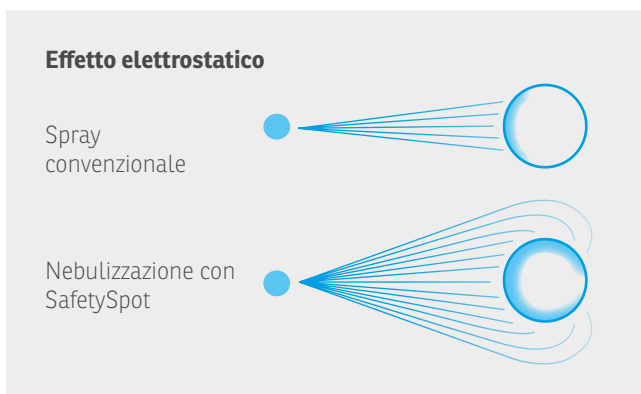 Effetto elettrostatico
Spray
convenzionale
Nebulizzazione con
SafetySpot